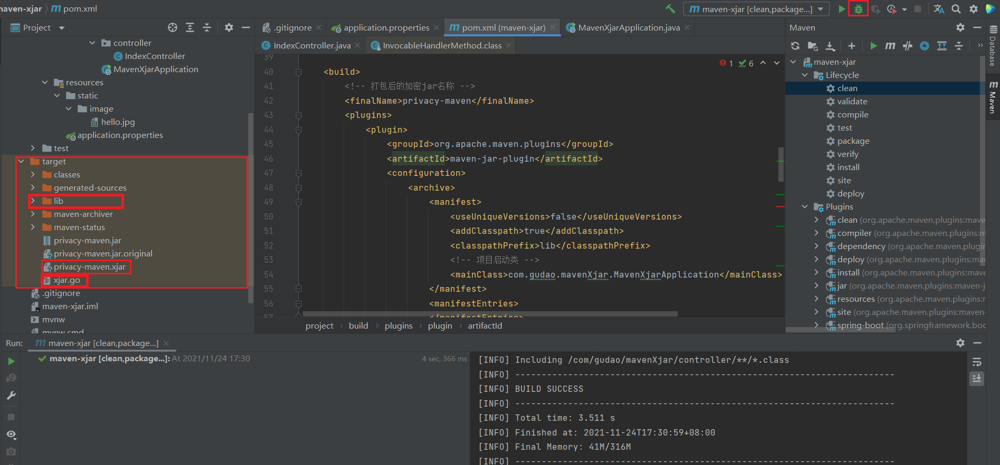 maven-xjar
pom.xml
maven-xjar [clean,package...]
Project
controller
IndexController
MavenXjarApplication
resources
static
image
hello.jpg
application.properties
test
target
classes
generated-sources
lib
maven-archiver
maven-status
privacy-maven.jar
privacy-maven.jar.original
privacy-maven.xjar
xjar.go
.gitignore
maven-xjar.iml
mvnw
mvnw.cmd
.gitignore
application.properties
pom.xml (maven-xjar)
MavenXjarApplication.java
IndexController.java
InvocableHandlerMethod.class
1 6
39
40 <build>
41 <!-- 打包后的加密jar名称 -->
42 <finalName>privacy-maven</finalName>
43 <plugins>
44 <plugin>
45 <groupId>org.apache.maven.plugins</groupId>
46 <artifactId>maven-jar-plugin</artifactId>
47 <configuration>
48 <archive>
49 <manifest>
50 <useUniqueVersions>false</useUniqueVersions>
51 <addClasspath>true</addClasspath>
52 <classpathPrefix>lib</classpathPrefix>
53 <!-- 项目启动类 -->
54 <mainClass>com.gudao.mavenXjar.MavenXjarApplication</mainClass>
55 </manifest>
56 <manifestEntries>
57 </manifestEntries>
project › build › plugins › plugin › artifactId
Maven
maven-xjar
Lifecycle
clean
validate
compile
test
package
verify
install
site
deploy
Plugins
clean (org.apache.maven.plugins:mave
compiler (org.apache.maven.plugins:m
dependency (org.apache.maven.plugir
deploy (org.apache.maven.plugins:mav
install (org.apache.maven.plugins:mave
jar (org.apache.maven.plugins:maven-j
resources (org.apache.maven.plugins:r
site (org.apache.maven.plugins:maven-
spring-boot (org.springframework.boc
Database
Maven
Run:
maven-xjar [clean,package...]
maven-xjar [clean,package...]: At 2021/11/24 17:30
4 sec, 366 ms
[INFO] Including /com/gudao/mavenXjar/controller/**/*.class
[INFO] ------------------------------------------------------------------------
[INFO] BUILD SUCCESS
[INFO] ------------------------------------------------------------------------
[INFO] Total time: 3.511 s
[INFO] Finished at: 2021-11-24T17:30:59+08:00
[INFO] Final Memory: 41M/316M
[INFO] ------------------------------------------------------------------------